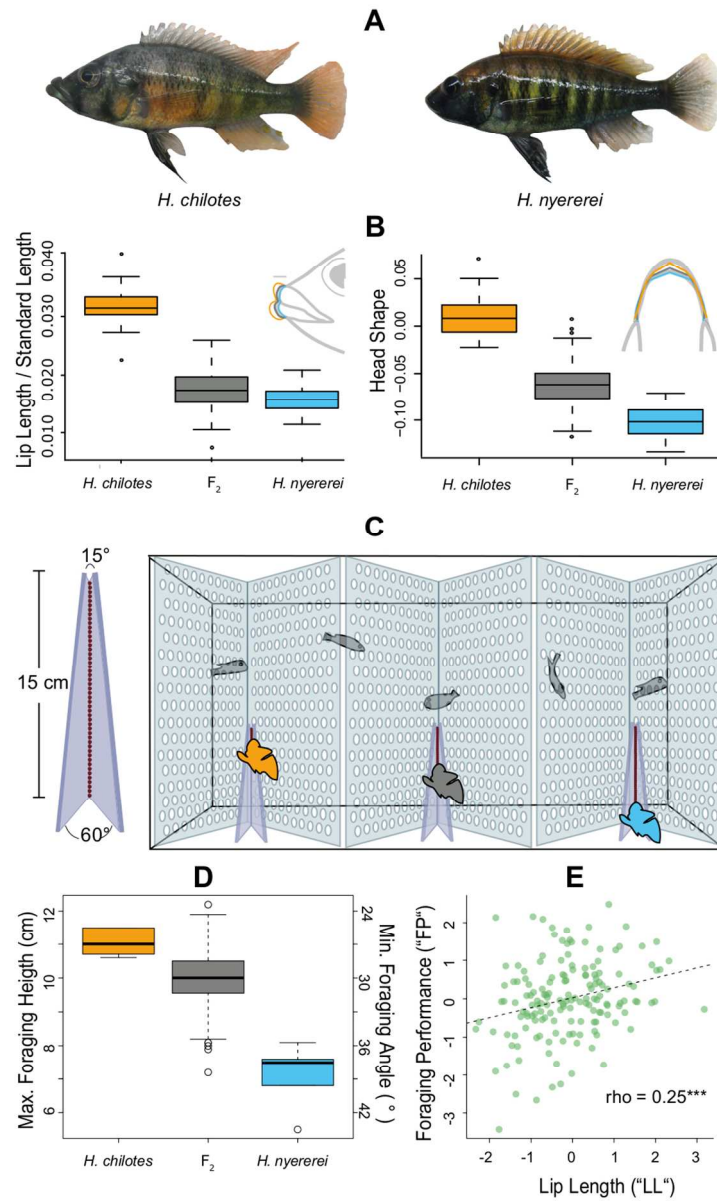 A
H. chilotes
H. nyererei
B
Lip Length / Standard Length
0.040
0.030
0.020
0.010
H. chilotes
F2
H. nyererei
Head Shape
0.05
0.00
−0.05
−0.10
H. chilotes
F2
H. nyererei
C
15°
15 cm
60°
D
Max. Foraging Heigth (cm)
12
10
8
6
24
30
36
42
Min. Foraging Angle (°)
H. chilotes
F2
H. nyererei
E
Foraging Performance ("FP")
2
1
0
-1
-2
-3
rho = 0.25***
-2
-1
0
1
2
3
Lip Length ("LL")